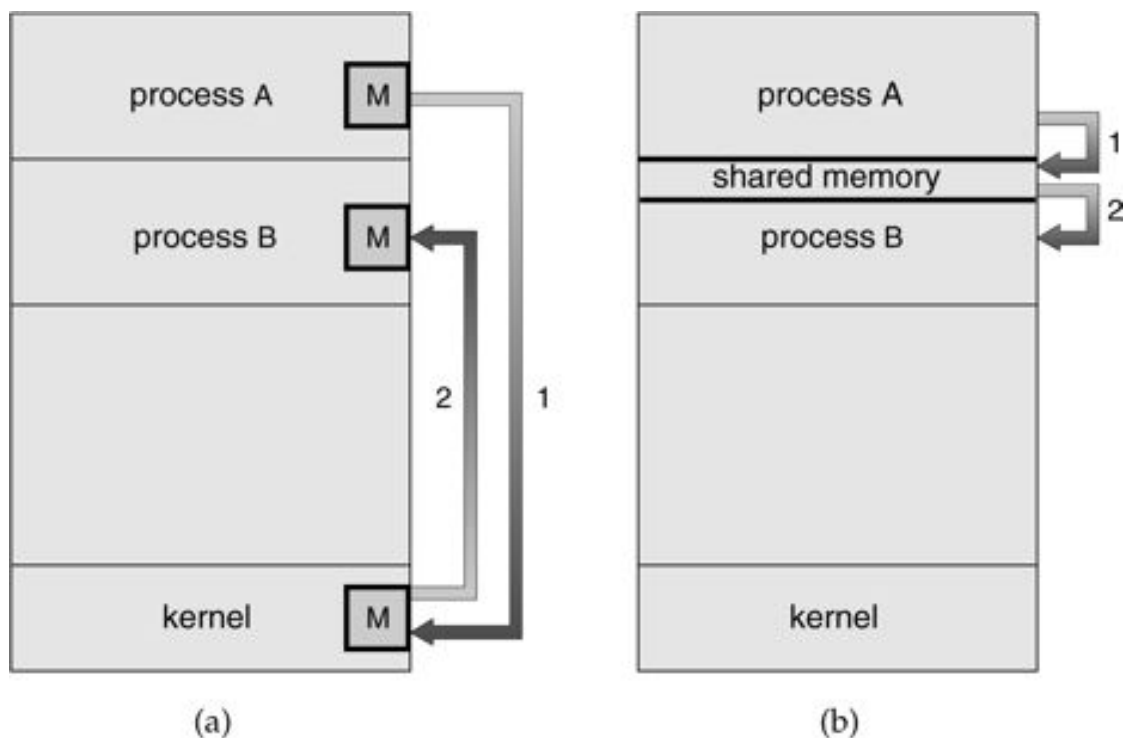 process A
M
process B
M
2
1
kernel
M
(a)
process A
1
shared memory
2
process B
kernel
(b)